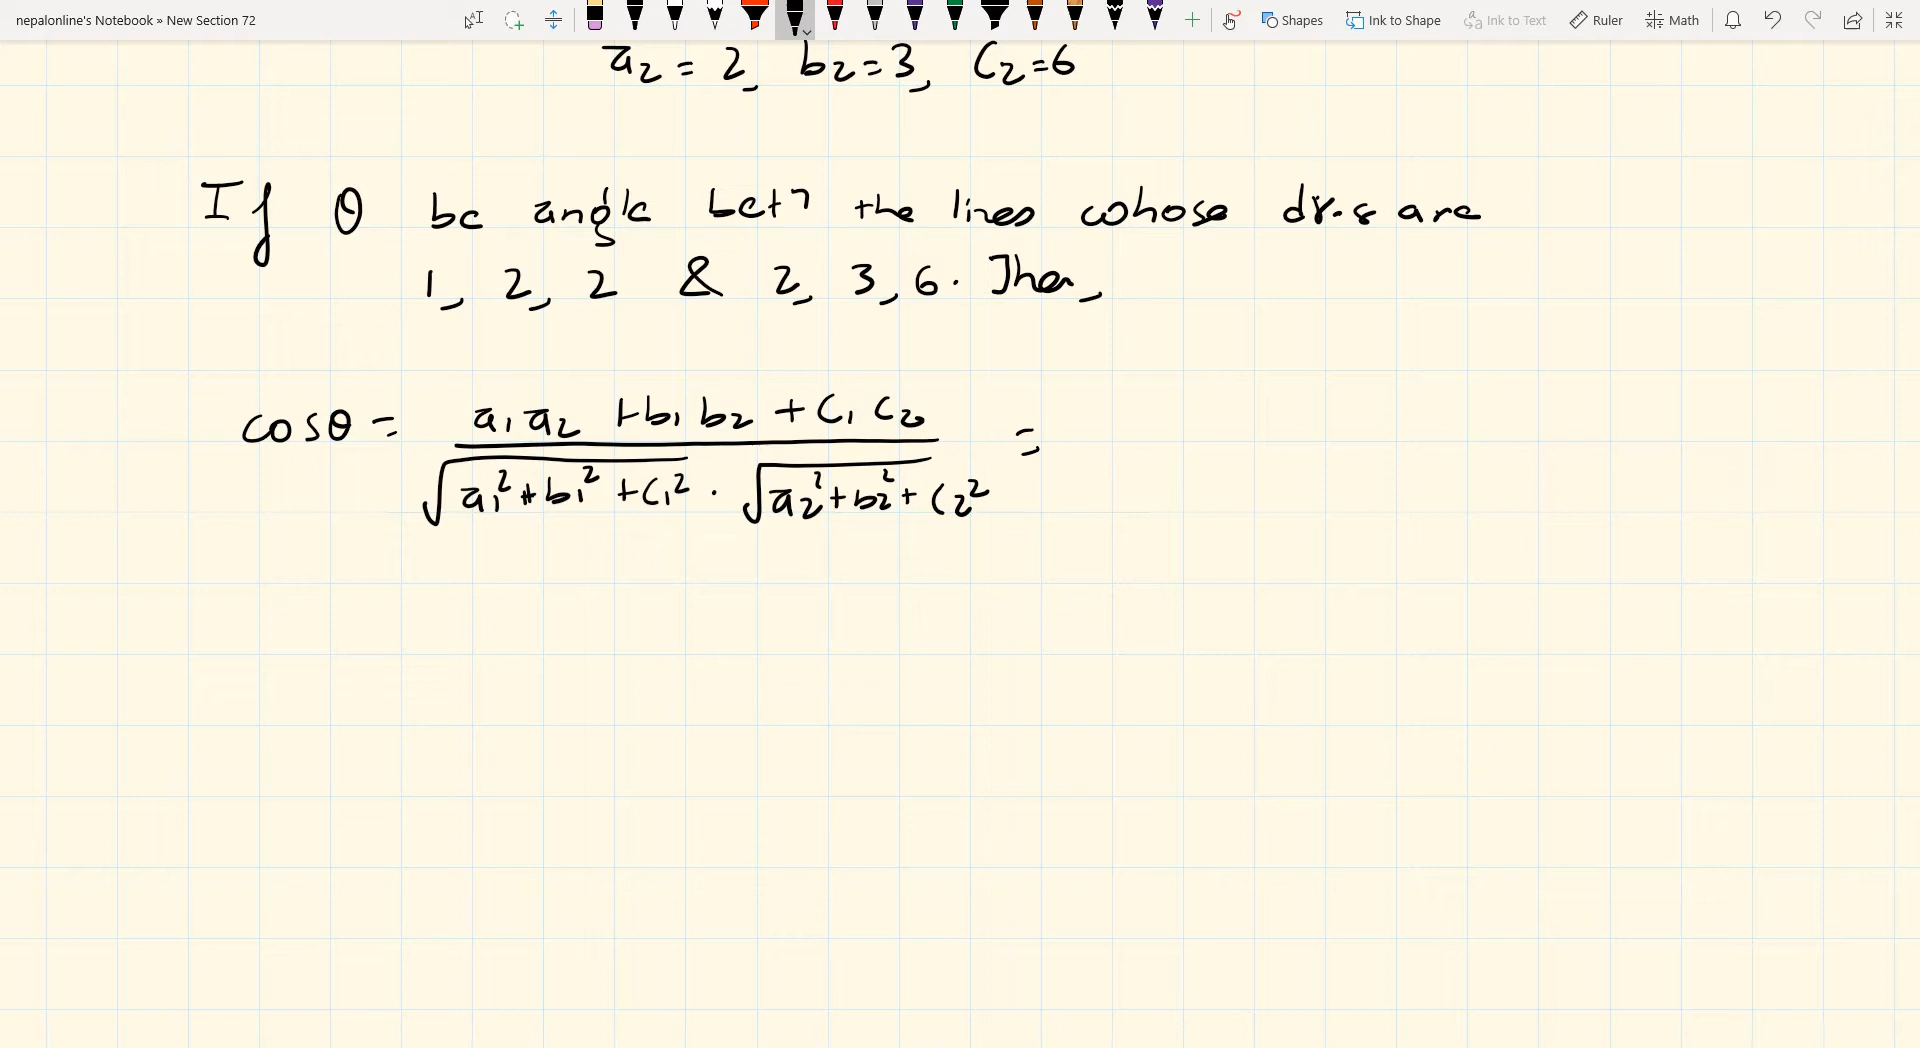 nepalonline's Notebook » New Section 72
Shapes Ink to Shape Ink to Text Ruler Math
a₂ = 2, b₂ = 3, C₂ = 6
If θ be angle betⁿ the lines whose dr.s are
1, 2, 2 & 2, 3, 6. Then,
cosθ = (a₁a₂ + b₁b₂ + C₁C₂) / (√(a₁² + b₁² + C₁²) · √(a₂² + b₂² + C₂²)) =